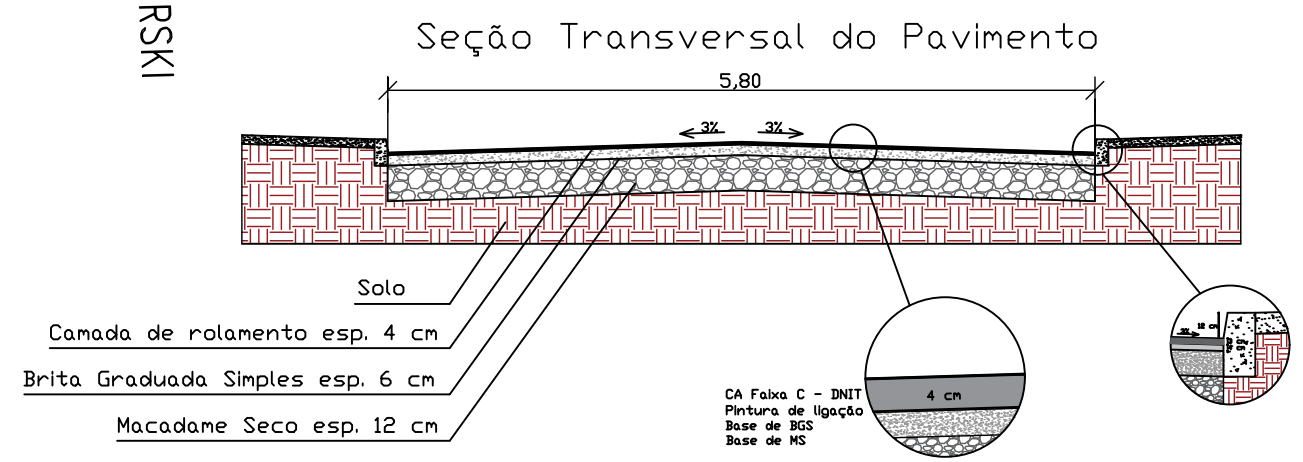 RSKI
Seção Transversal do Pavimento
5,80
3% 3%
Solo
Camada de rolamento esp. 4 cm
Brita Graduada Simples esp. 6 cm
Macadame Seco esp. 12 cm
CA Faixa C - DNIT
Pintura de ligação
Base de BGS
Base de MS
4 cm
12 cm
3%